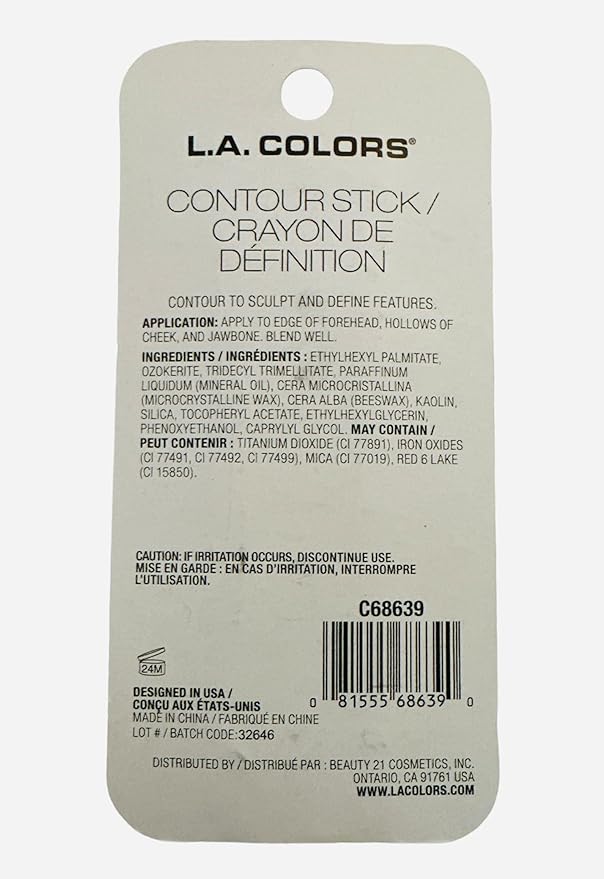 L.A. COLORS®
CONTOUR STICK /
CRAYON DE
DÉFINITION
CONTOUR TO SCULPT AND DEFINE FEATURES.
APPLICATION: APPLY TO EDGE OF FOREHEAD, HOLLOWS OF
CHEEK, AND JAWBONE. BLEND WELL.
INGREDIENTS / INGRÉDIENTS : ETHYLHEXYL PALMITATE,
OZOKERITE, TRIDECYL TRIMELLITATE, PARAFFINUM
LIQUIDUM (MINERAL OIL), CERA MICROCRISTALLINA
(MICROCRYSTALLINE WAX), CERA ALBA (BEESWAX), KAOLIN,
SILICA, TOCOPHERYL ACETATE, ETHYLHEXYLGLYCERIN,
PHENOXYETHANOL, CAPRYLYL GLYCOL. MAY CONTAIN /
PEUT CONTENIR : TITANIUM DIOXIDE (CI 77891), IRON OXIDES
(CI 77491, CI 77492, CI 77499), MICA (CI 77019), RED 6 LAKE
(CI 15850).
CAUTION: IF IRRITATION OCCURS, DISCONTINUE USE.
MISE EN GARDE : EN CAS D'IRRITATION, INTERROMPRE
L'UTILISATION.
C68639
24M
0 81555 68639 0
DESIGNED IN USA /
CONÇU AUX ÉTATS-UNIS
MADE IN CHINA / FABRIQUÉ EN CHINE
LOT # / BATCH CODE: 32646
DISTRIBUTED BY / DISTRIBUÉ PAR : BEAUTY 21 COSMETICS, INC.
ONTARIO, CA 91761 USA
WWW.LACOLORS.COM